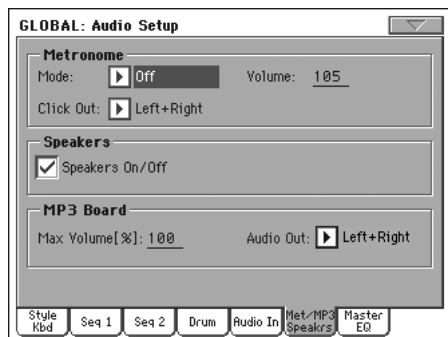 GLOBAL: Audio Setup
Metronome
Mode: Off Volume: 105
Click Out: Left+Right
Speakers
Speakers On/Off
MP3 Board
Max Volume[%]: 100 Audio Out: Left+Right
Style Kbd Seq 1 Seq 2 Drum Audio In Met/MP3 Speakrs Master EQ